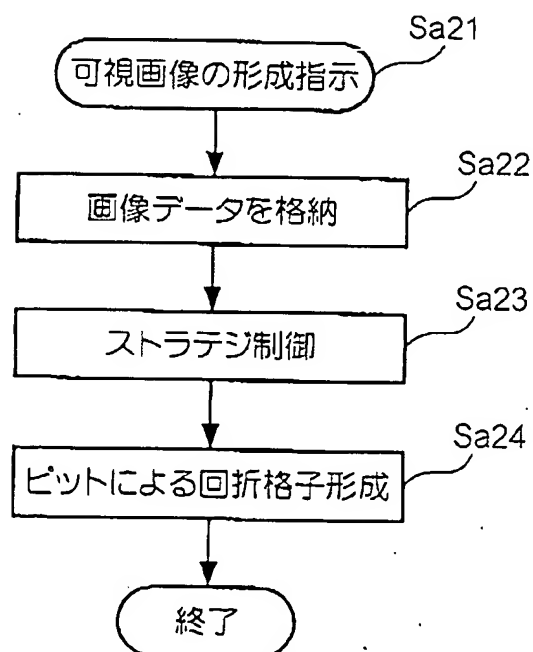 Sa21
可視画像の形成指示
Sa22
画像データを格納
Sa23
ストラテジ制御
Sa24
ピットによる回折格子形成
終了